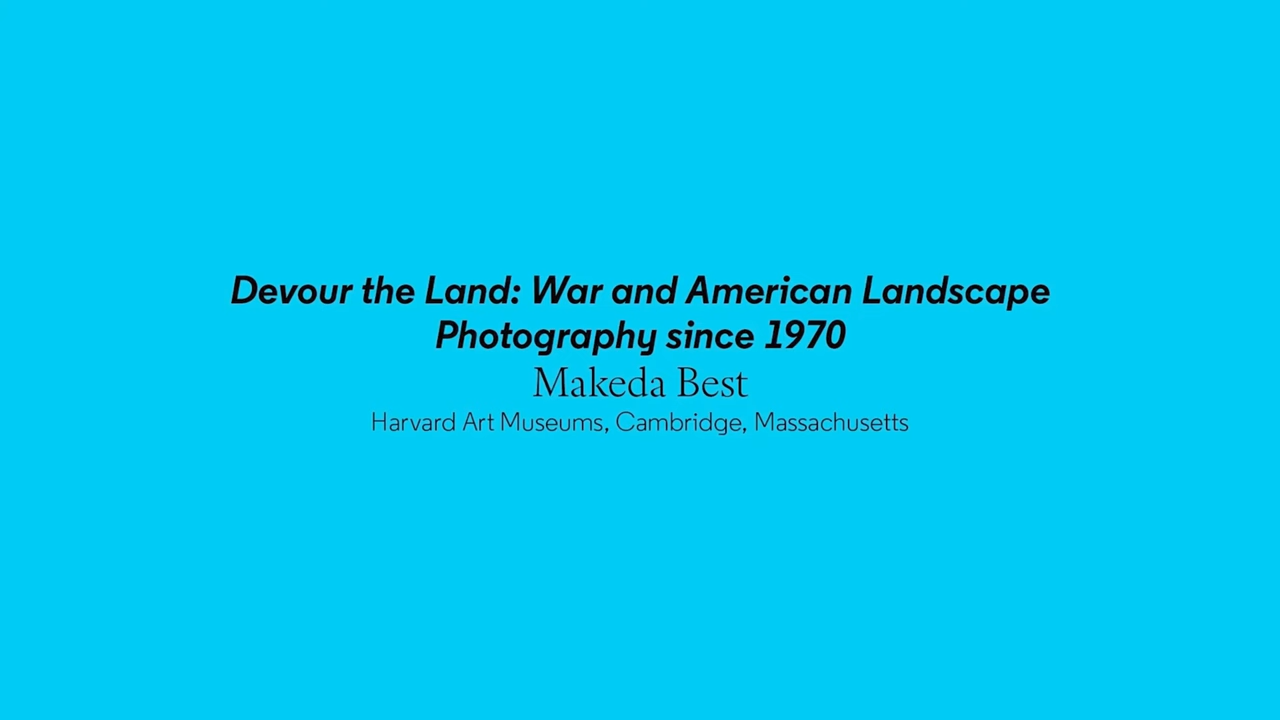 Devour the Land: War and American Landscape
Photography since 1970
Makeda Best
Harvard Art Museums, Cambridge, Massachusetts